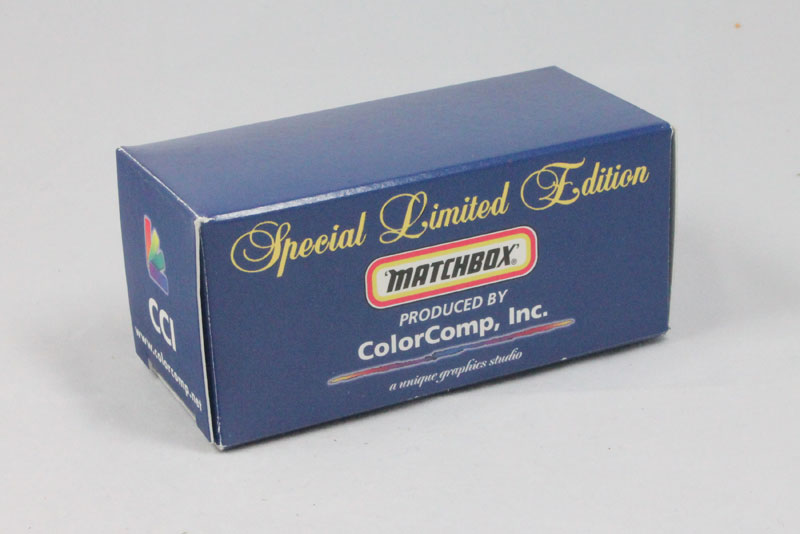 Special Limited Edition
"MATCHBOX"®
PRODUCED BY
ColorComp, Inc.
a unique graphics studio
CCI
www.colorcomp.net